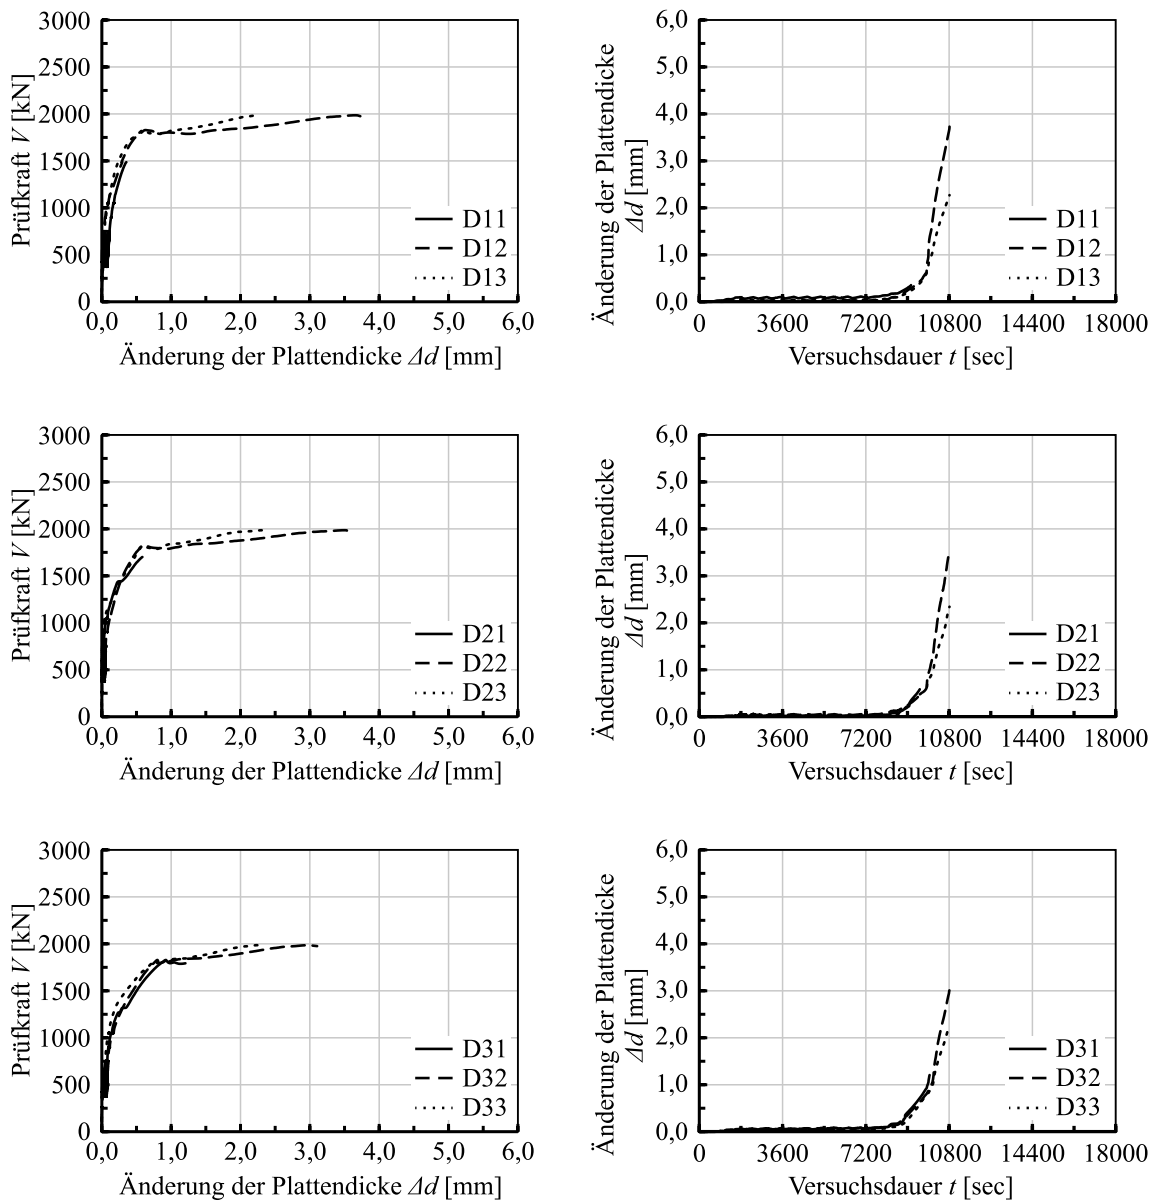 3000
2500
2000
1500
1000
500
0
Prüfkraft V [kN]
D11
D12
D13
0,0 1,0 2,0 3,0 4,0 5,0 6,0
Änderung der Plattendicke Δd [mm]
6,0
5,0
4,0
3,0
2,0
1,0
0,0
Änderung der Plattendicke
Δd [mm]
D11
D12
D13
0 3600 7200 10800 14400 18000
Versuchsdauer t [sec]
3000
2500
2000
1500
1000
500
0
Prüfkraft V [kN]
D21
D22
D23
0,0 1,0 2,0 3,0 4,0 5,0 6,0
Änderung der Plattendicke Δd [mm]
6,0
5,0
4,0
3,0
2,0
1,0
0,0
Änderung der Plattendicke
Δd [mm]
D21
D22
D23
0 3600 7200 10800 14400 18000
Versuchsdauer t [sec]
3000
2500
2000
1500
1000
500
0
Prüfkraft V [kN]
D31
D32
D33
0,0 1,0 2,0 3,0 4,0 5,0 6,0
Änderung der Plattendicke Δd [mm]
6,0
5,0
4,0
3,0
2,0
1,0
0,0
Änderung der Plattendicke
Δd [mm]
D31
D32
D33
0 3600 7200 10800 14400 18000
Versuchsdauer t [sec]